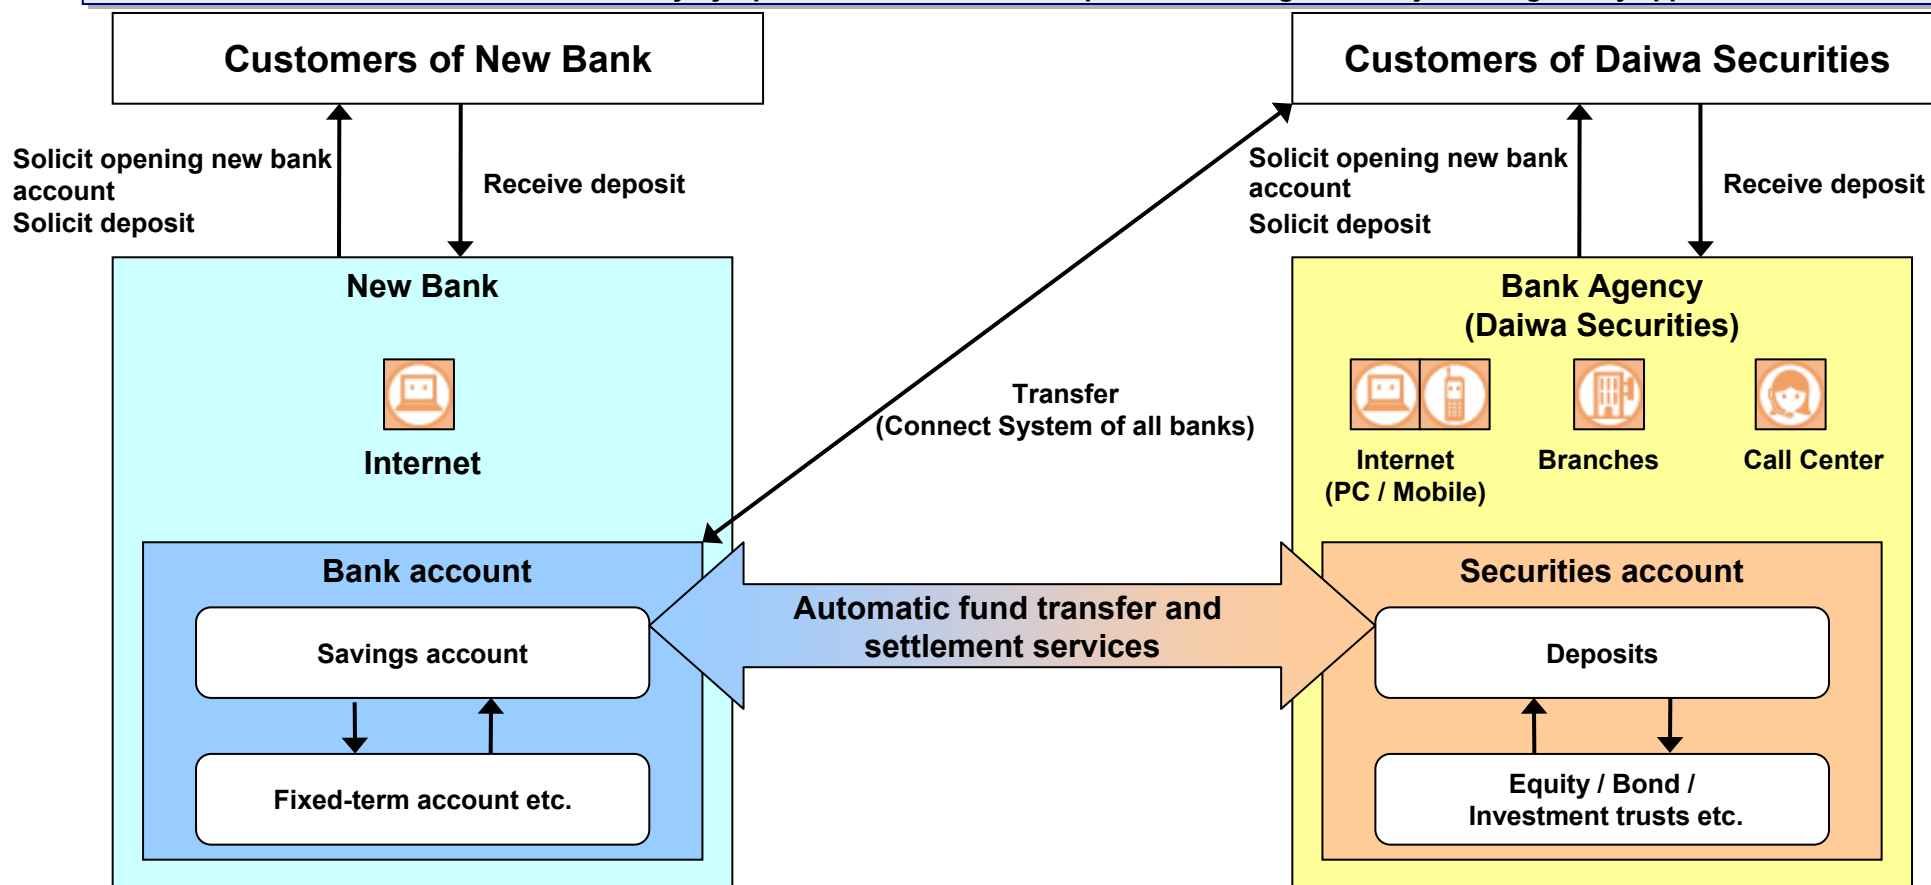 Customers of New Bank
Customers of Daiwa Securities
Solicit opening new bank
account
Solicit deposit
Receive deposit
Solicit opening new bank
account
Solicit deposit
Receive deposit
New Bank
Internet
Transfer
(Connect System of all banks)
Bank Agency
(Daiwa Securities)
Internet
(PC / Mobile)
Branches
Call Center
Bank account
Savings account
Fixed-term account etc.
Automatic fund transfer and
settlement services
Securities account
Deposits
Equity / Bond /
Investment trusts etc.